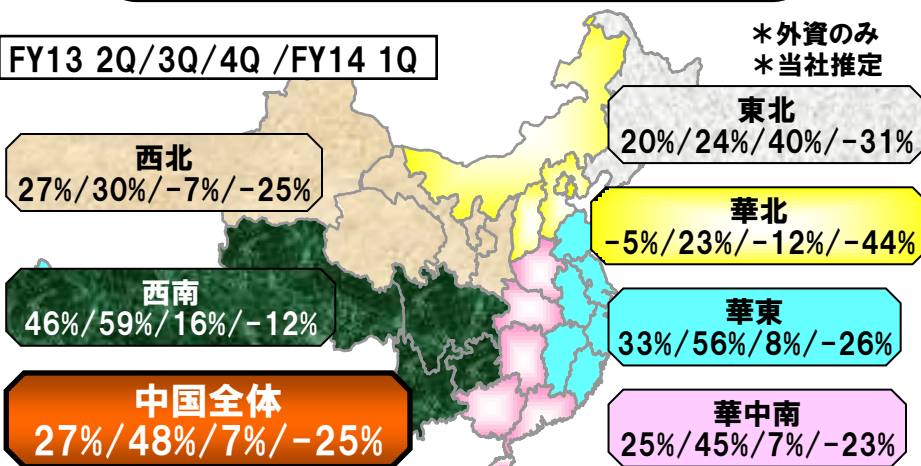 FY13 2Q/3Q/4Q /FY14 1Q
＊外資のみ
＊当社推定
東北
20%/24%/40%/-31%
西北
27%/30%/-7%/-25%
華北
-5%/23%/-12%/-44%
西南
46%/59%/16%/-12%
華東
33%/56%/8%/-26%
中国全体
27%/48%/7%/-25%
華中南
25%/45%/7%/-23%